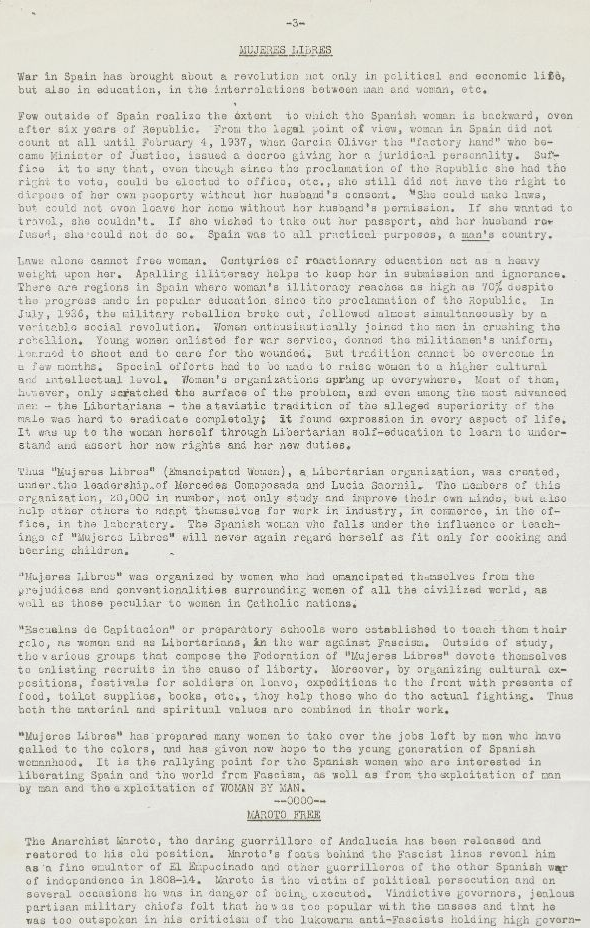 -3-
MUJERES LIBRES
War in Spain has brought about a revolution not only in political and economic life,
but also in education, in the interrelations between man and woman, etc.
Few outside of Spain realize the extent to which the Spanish woman is backward, even
after six years of Republic. From the legal point of view, woman in Spain did not
count at all until February 4, 1937, when Garcia Oliver the "factory hand" who be-
came Minister of Justice, issued a decree giving her a juridical personality. Suf-
fice it to say that, even though since the proclamation of the Republic she had the
right to vote, could be elected to office, etc., she still did not have the right to
dispose of her own property without her husband's consent. "She could make laws,
but could not even leave her home without her husband's permission. If she wanted to
travel, she couldn't. If she wished to take out her passport, and her husband re-
fused, she could not do so. Spain was to all practical purposes, a man's country.
Laws alone cannot free woman. Centuries of reactionary education act as a heavy
weight upon her. Apalling illiteracy helps to keep her in submission and ignorance.
There are regions in Spain where woman's illiteracy reaches as high as 70% despite
the progress made in popular education since the proclamation of the Republic. In
July, 1936, the military rebellion broke out, followed almost simultaneously by a
veritable social revolution. Women enthusiastically joined the men in crushing the
rebellion. Young women enlisted for war service, donned the militiamen's uniform,
learned to shoot and to care for the wounded. But tradition cannot be overcome in
a few months. Special efforts had to be made to raise women to a higher cultural
and intellectual level. Women's organizations sprung up everywhere. Most of them,
however, only scratched the surface of the problem, and even among the most advanced
men - the Libertarians - the atavistic tradition of the alleged superiority of the
male was hard to eradicate completely; it found expression in every aspect of life.
It was up to the woman herself through Libertarian self-education to learn to under-
stand and assert her new rights and her new duties.
Thus "Mujeres Libres" (Emancipated Women), a Libertarian organization, was created,
under the leadership of Mercedes Comaposada and Lucia Saornil. The members of this
organization, 20,000 in number, not only study and improve their own minds, but also
help other others to adapt themselves for work in industry, in commerce, in the of-
fice, in the laboratory. The Spanish woman who falls under the influence or teach-
ings of "Mujeres Libres" will never again regard herself as fit only for cooking and
bearing children.
"Mujeres Libres" was organized by women who had emancipated themselves from the
prejudices and conventionalities surrounding women of all the civilized world, as
well as those peculiar to women in Catholic nations.
"Escuelas de Capitacion" or preparatory schools were established to teach them their
role, as women and as Libertarians, in the war against Fascism. Outside of study,
the various groups that compose the Federation of "Mujeres Libres" devote themselves
to enlisting recruits in the cause of liberty. Moreover, by organizing cultural ex-
positions, festivals for soldiers on leave, expeditions to the front with presents of
food, toilet supplies, books, etc., they help those who do the actual fighting. Thus
both the material and spiritual values are combined in their work.
"Mujeres Libres" has prepared many women to take over the jobs left by men who have
called to the colors, and has given new hope to the young generation of Spanish
womanhood. It is the rallying point for the Spanish women who are interested in
liberating Spain and the world from Fascism, as well as from the exploitation of man
by man and the exploitation of WOMAN BY MAN.
--0000--
MAROTO FREE
The Anarchist Maroto, the daring guerrillero of Andalucia has been released and
restored to his old position. Maroto's feats behind the Fascist lines reveal him
as a fine emulator of El Empecinado and other guerrilleros of the other Spanish war
of independence in 1808-14. Maroto is the victim of political persecution and on
several occasions he was in danger of being executed. Vindictive governors, jealous
partisan military chiefs felt that he was too popular with the masses and that he
was too outspoken in his criticism of the lukewarm anti-Fascists holding high govern-